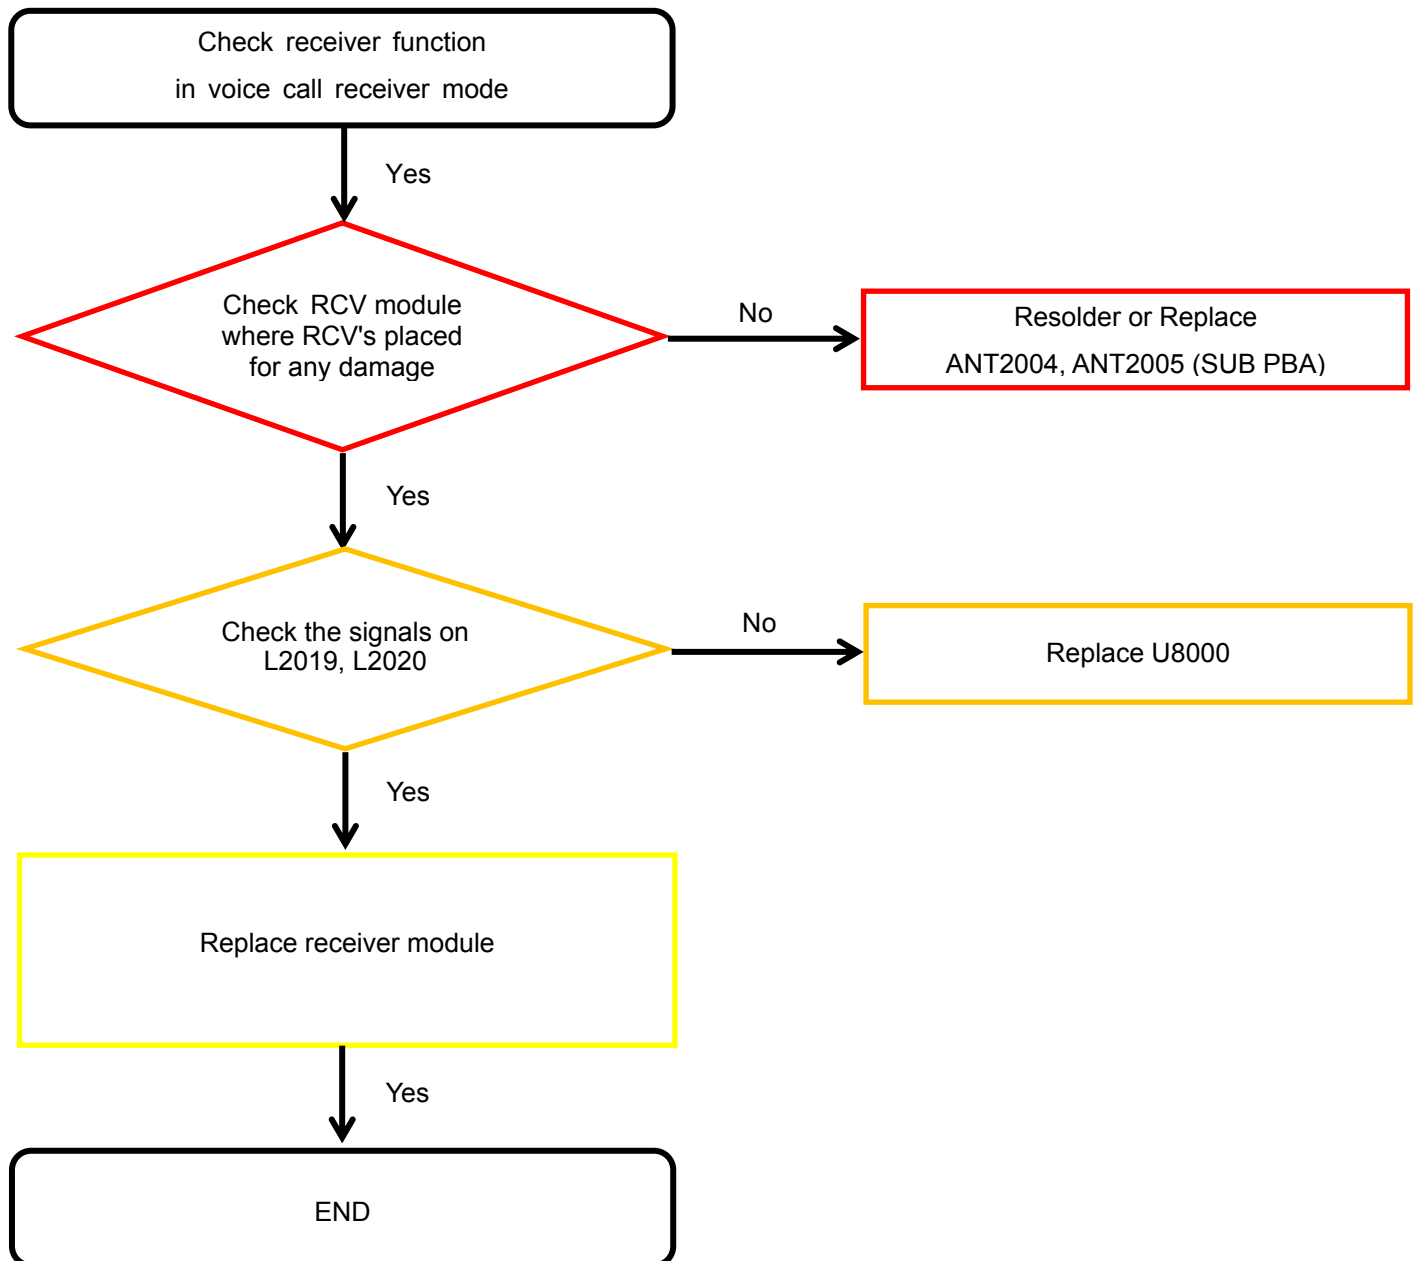 Check receiver function
in voice call receiver mode
Yes
Check RCV module
where RCV's placed
for any damage
No
Resolder or Replace
ANT2004, ANT2005 (SUB PBA)
Yes
Check the signals on
L2019, L2020
No
Replace U8000
Yes
Replace receiver module
Yes
END